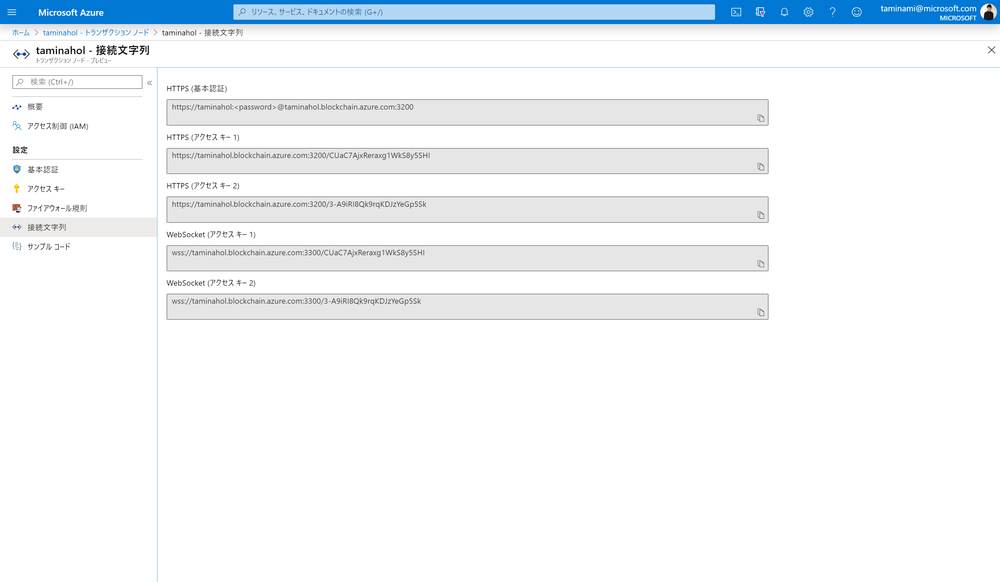 Microsoft Azure
リソース、サービス、ドキュメントの検索 (G+/)
taminami@microsoft.com
MICROSOFT
ホーム > taminahol - トランザクション ノード > taminahol - 接続文字列
taminahol - 接続文字列
トランザクション ノード - プレビュー
検索 (Ctrl+/)
概要
アクセス制御 (IAM)
設定
基本認証
アクセス キー
ファイアウォール規則
接続文字列
サンプル コード
HTTPS (基本認証)
https://taminahol:<password>@taminahol.blockchain.azure.com:3200
HTTPS (アクセス キー 1)
https://taminahol.blockchain.azure.com:3200/CUaC7AjxReraxg1WkS8y5SHI
HTTPS (アクセス キー 2)
https://taminahol.blockchain.azure.com:3200/3-A9iRI8Qk9rqKDJzYeGp5Sk
WebSocket (アクセス キー 1)
wss://taminahol.blockchain.azure.com:3300/CUaC7AjxReraxg1WkS8y5SHI
WebSocket (アクセス キー 2)
wss://taminahol.blockchain.azure.com:3300/3-A9iRI8Qk9rqKDJzYeGp5Sk